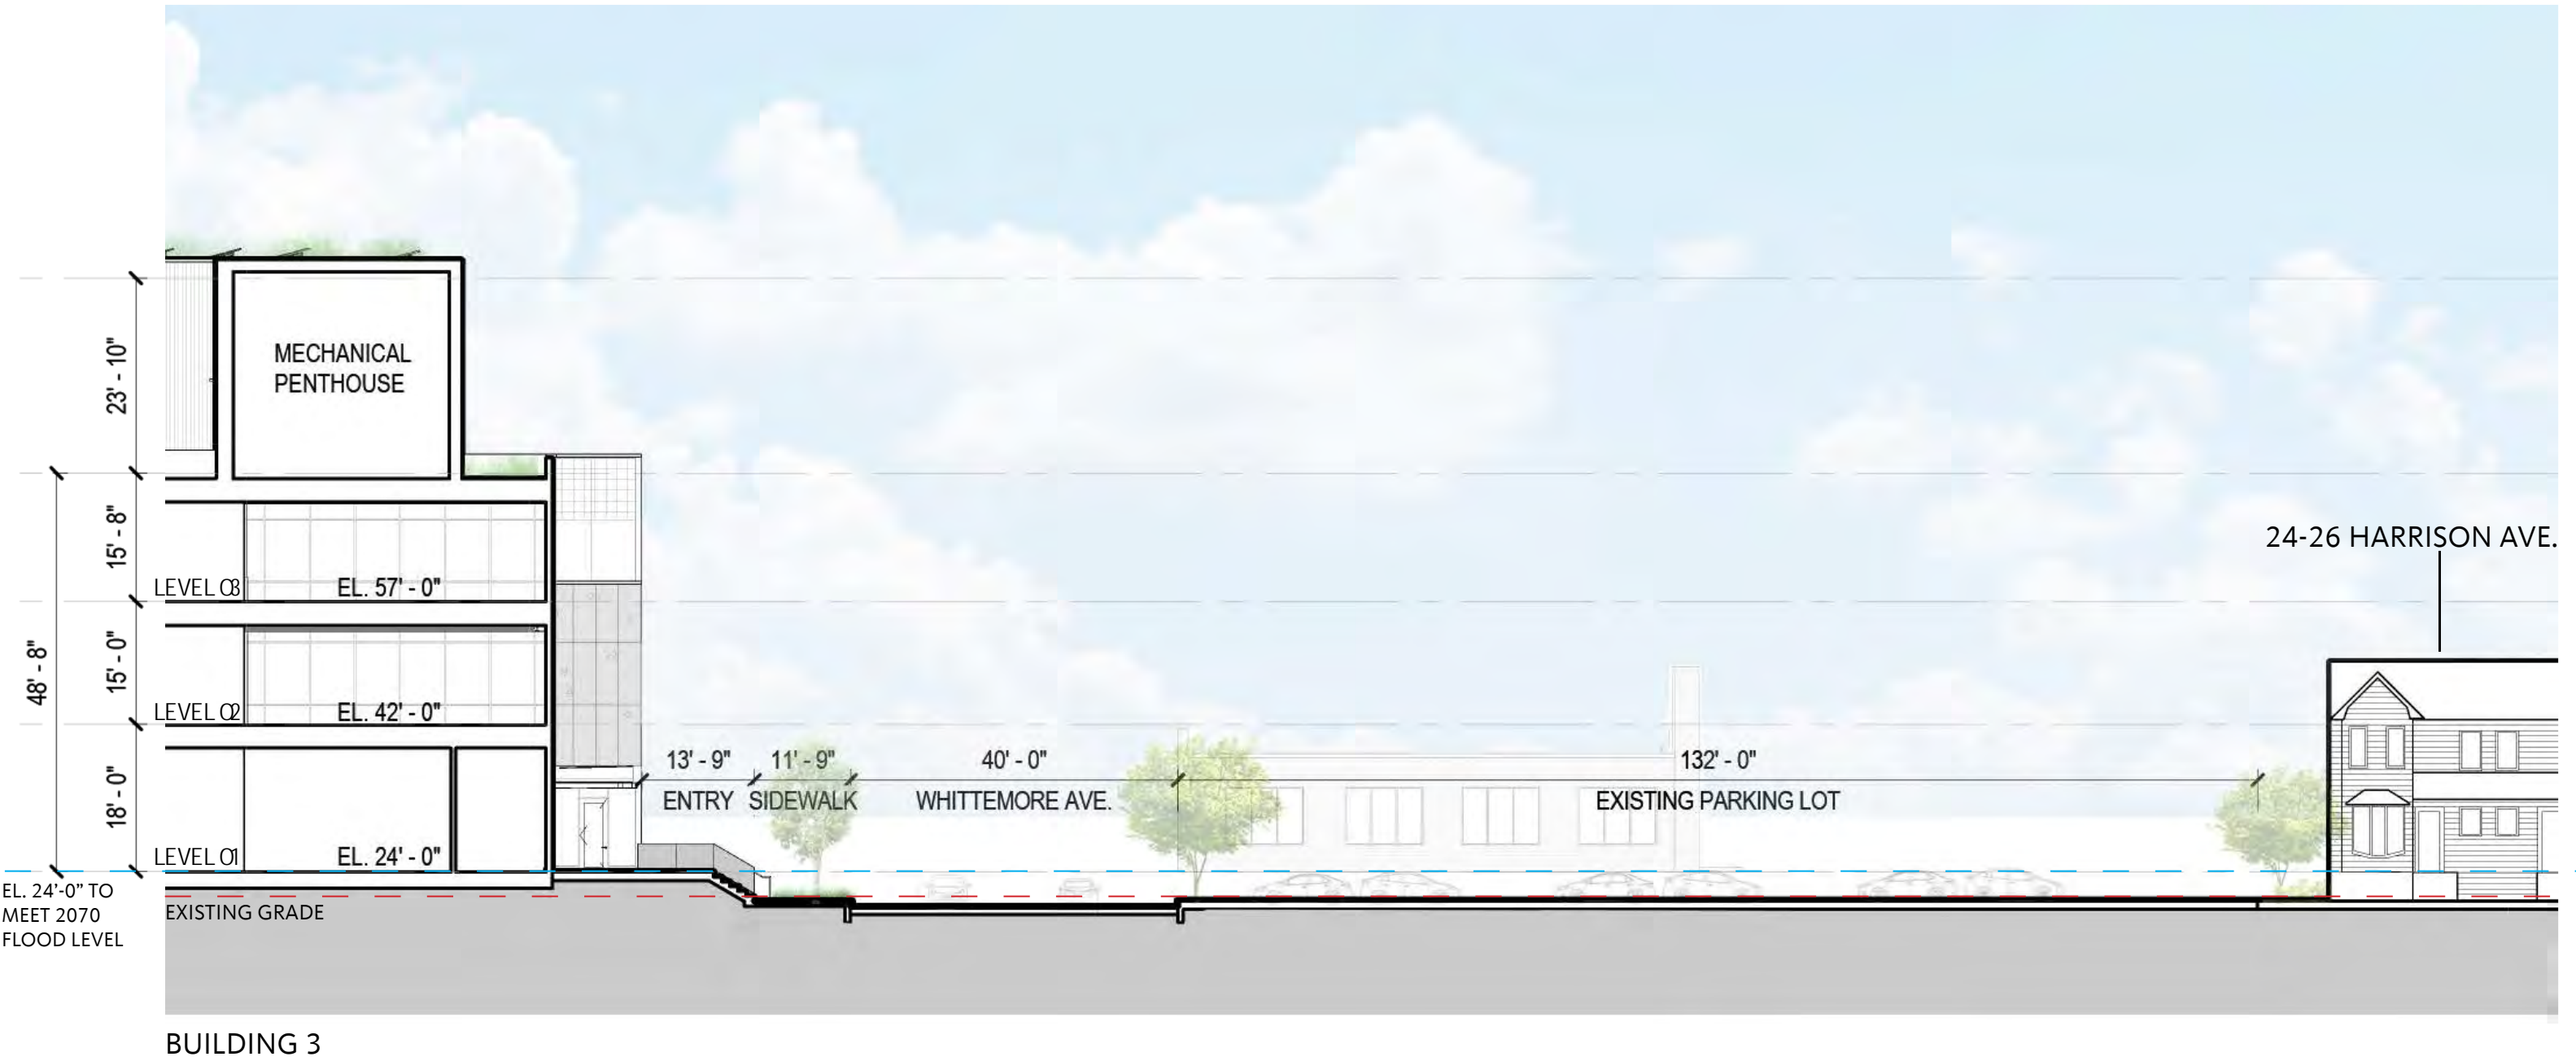 MECHANICAL
PENTHOUSE
23' - 10"
15' - 8"
15' - 0"
18' - 0"
48' - 8"
LEVEL 03
EL. 57' - 0"
LEVEL 02
EL. 42' - 0"
LEVEL 01
EL. 24' - 0"
24-26 HARRISON AVE.
13' - 9"
11' - 9"
40' - 0"
132' - 0"
ENTRY
SIDEWALK
WHITTEMORE AVE.
EXISTING PARKING LOT
EL. 24'-0” TO
MEET 2070
FLOOD LEVEL
EXISTING GRADE
BUILDING 3